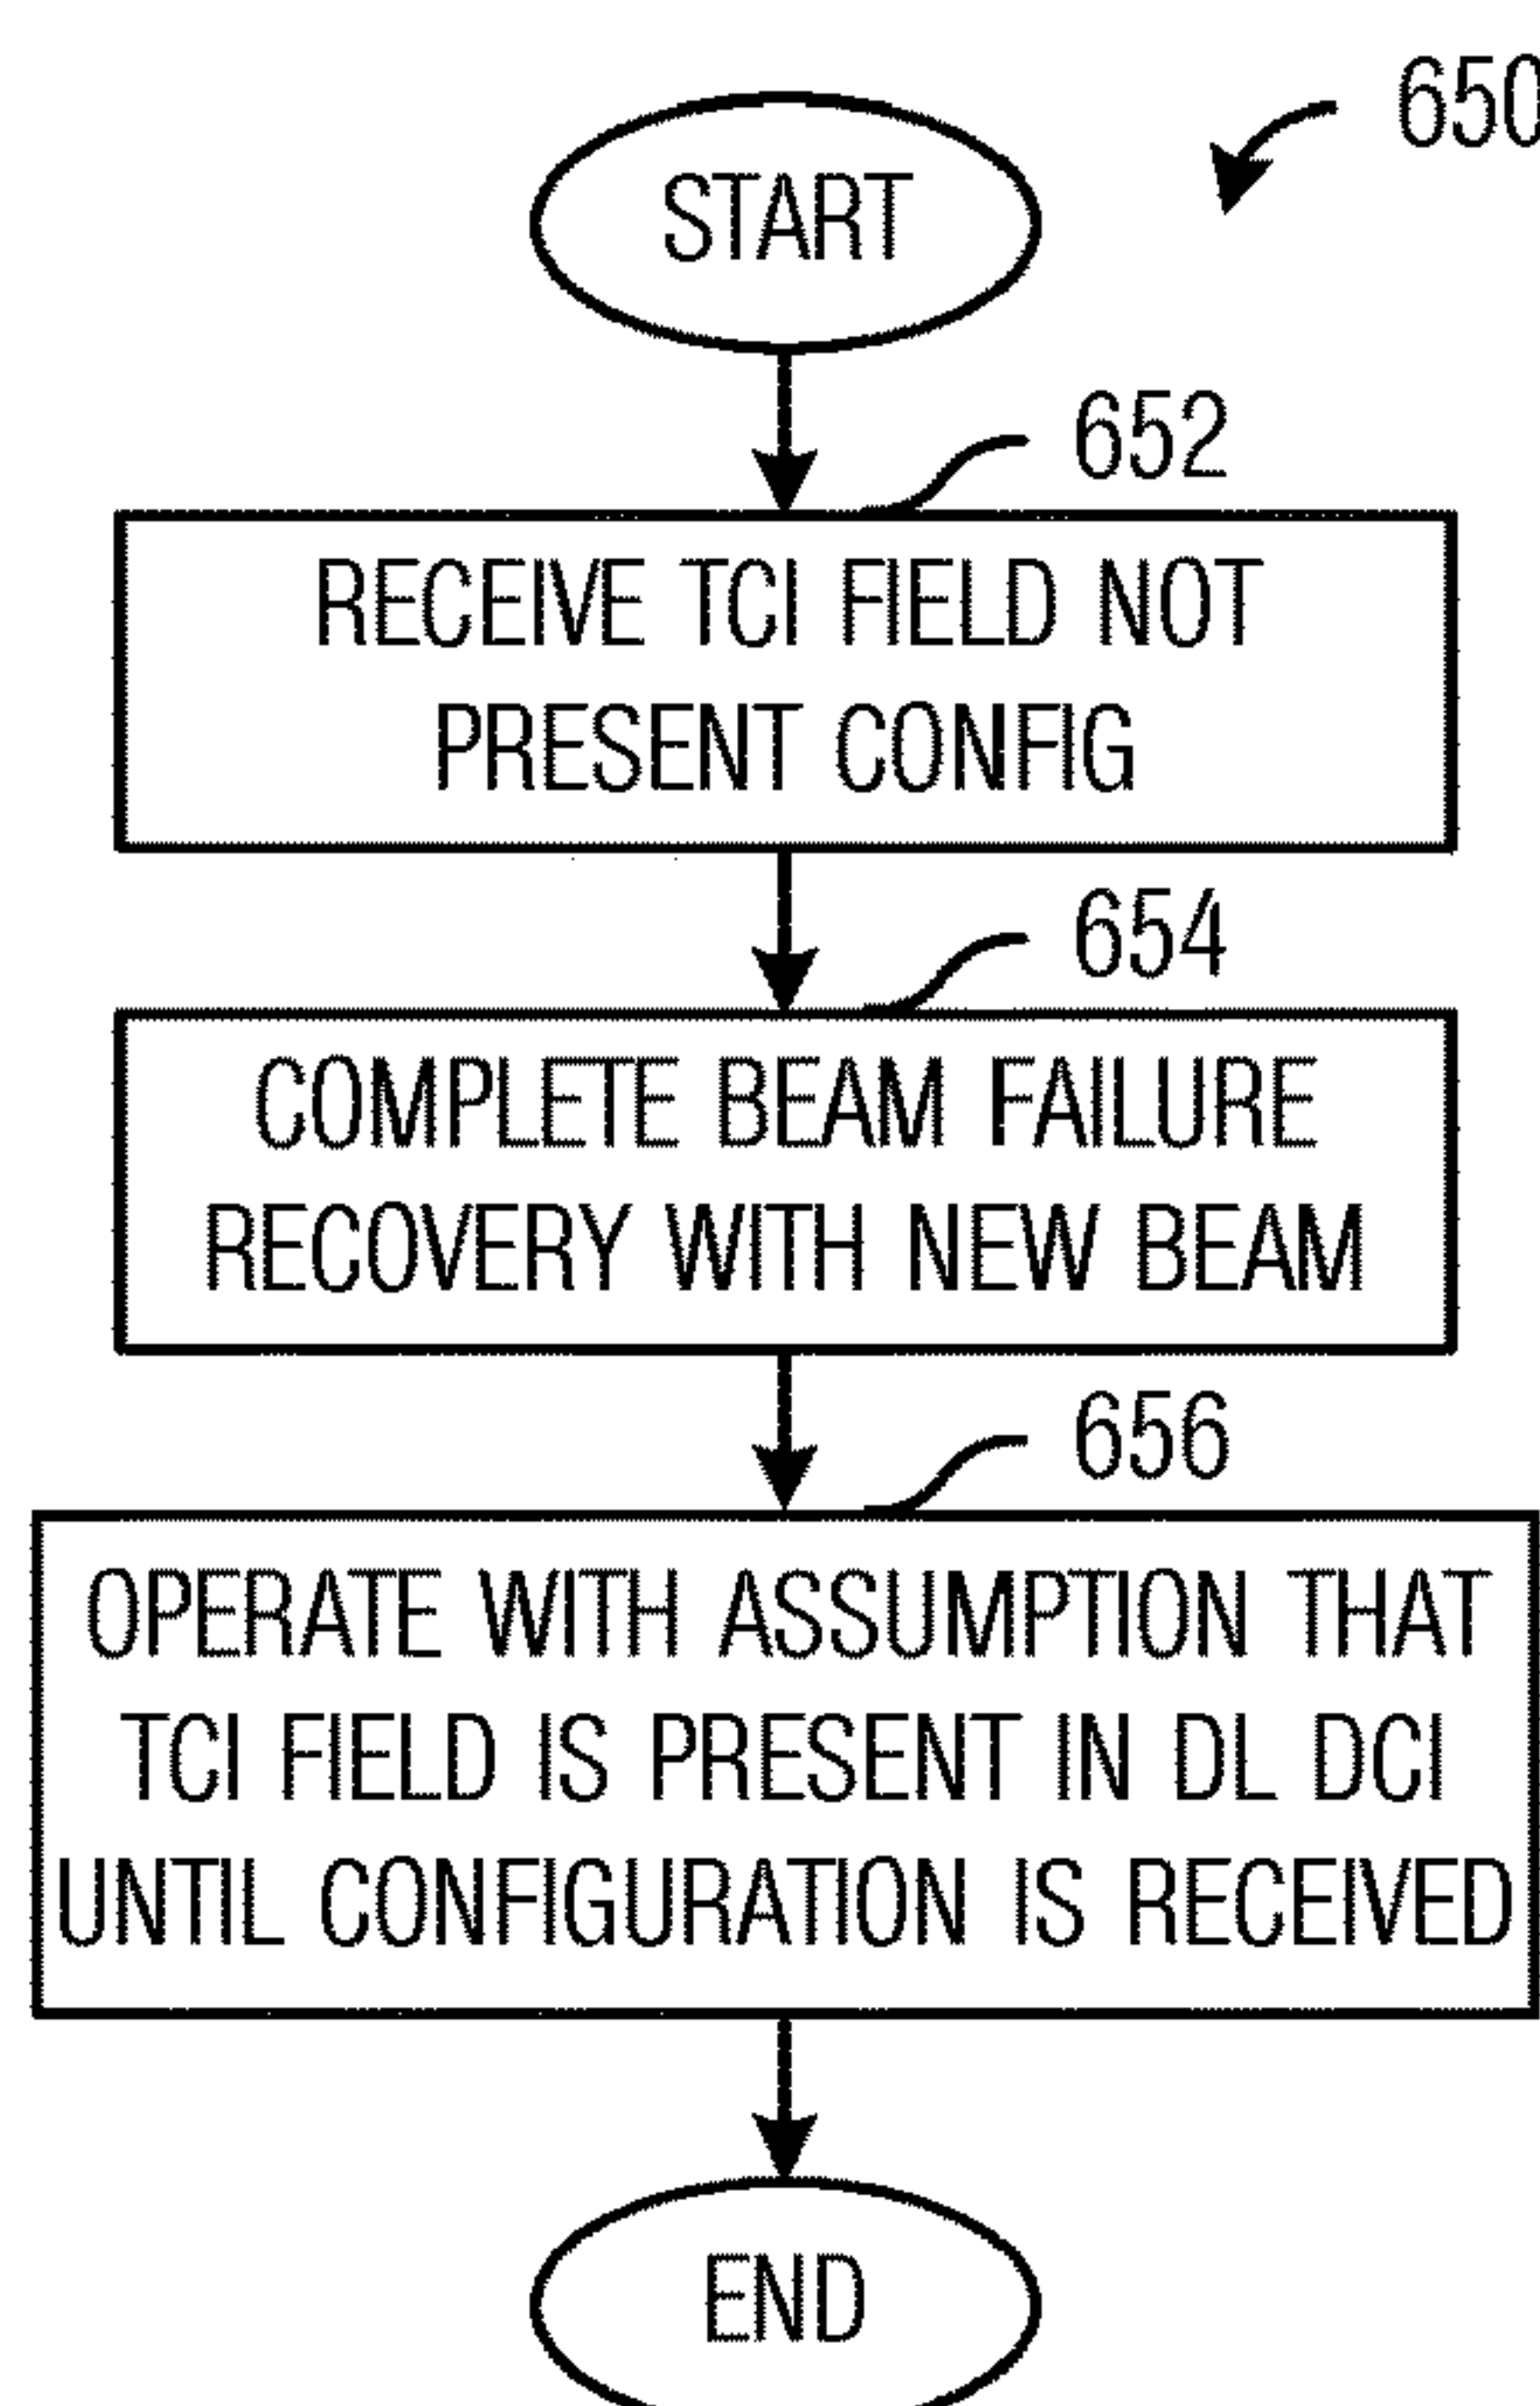 650
START
652
RECEIVE TCI FIELD NOT
PRESENT CONFIG
654
COMPLETE BEAM FAILURE
RECOVERY WITH NEW BEAM
656
OPERATE WITH ASSUMPTION THAT
TCI FIELD IS PRESENT IN DL DCI
UNTIL CONFIGURATION IS RECEIVED
END